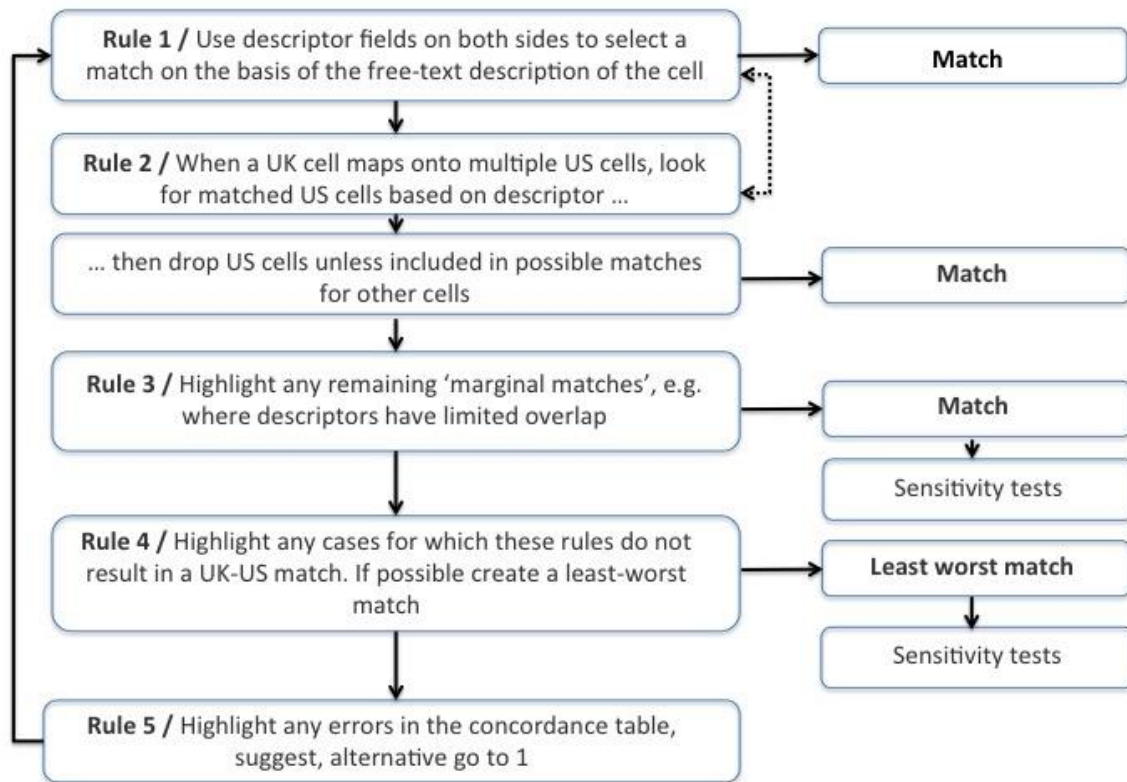 Rule 1 / Use descriptor fields on both sides to select a
match on the basis of the free-text description of the cell
Match
Rule 2 / When a UK cell maps onto multiple US cells, look
for matched US cells based on descriptor ...
... then drop US cells unless included in possible matches
for other cells
Match
Rule 3 / Highlight any remaining ‘marginal matches’, e.g.
where descriptors have limited overlap
Match
Sensitivity tests
Rule 4 / Highlight any cases for which these rules do not
result in a UK-US match. If possible create a least-worst
match
Least worst match
Sensitivity tests
Rule 5 / Highlight any errors in the concordance table,
suggest, alternative go to 1